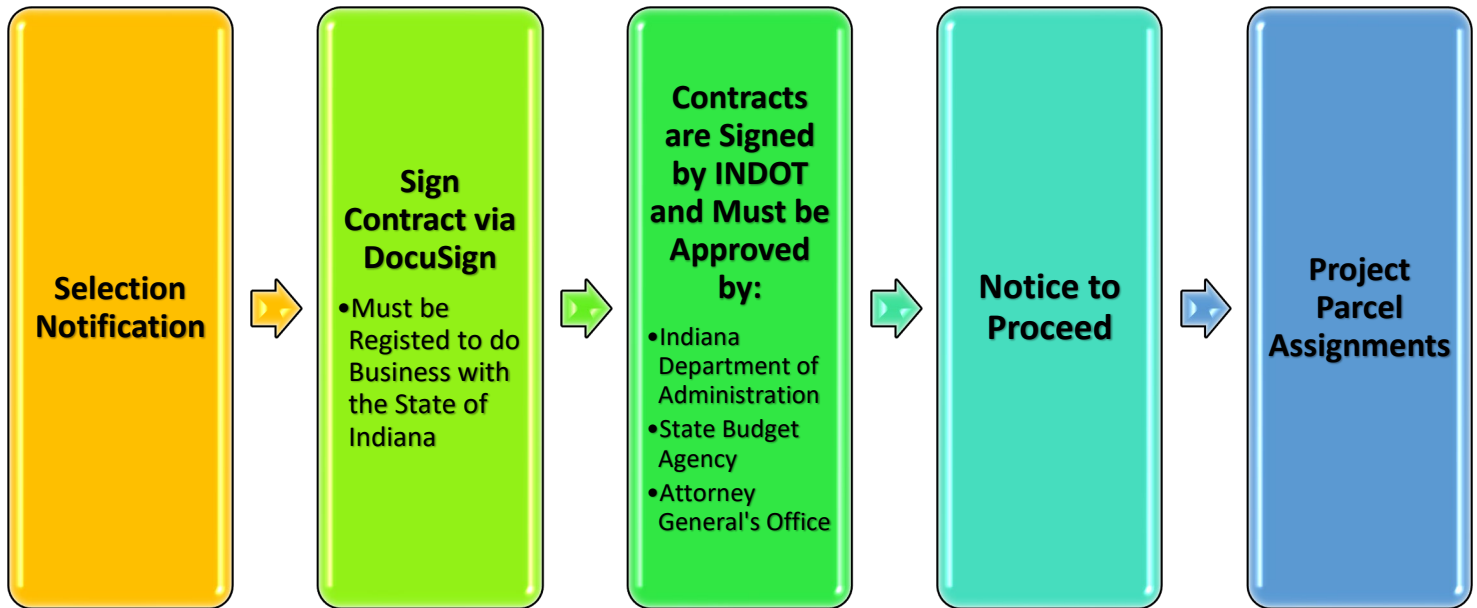 Selection
Notification
Sign
Contract via
DocuSign
•Must be
Registed to do
Business with
the State of
Indiana
Contracts
are Signed
by INDOT
and Must be
Approved
by:
•Indiana
Department of
Administration
•State Budget
Agency
•Attorney
General's Office
Notice to
Proceed
Project
Parcel
Assignments